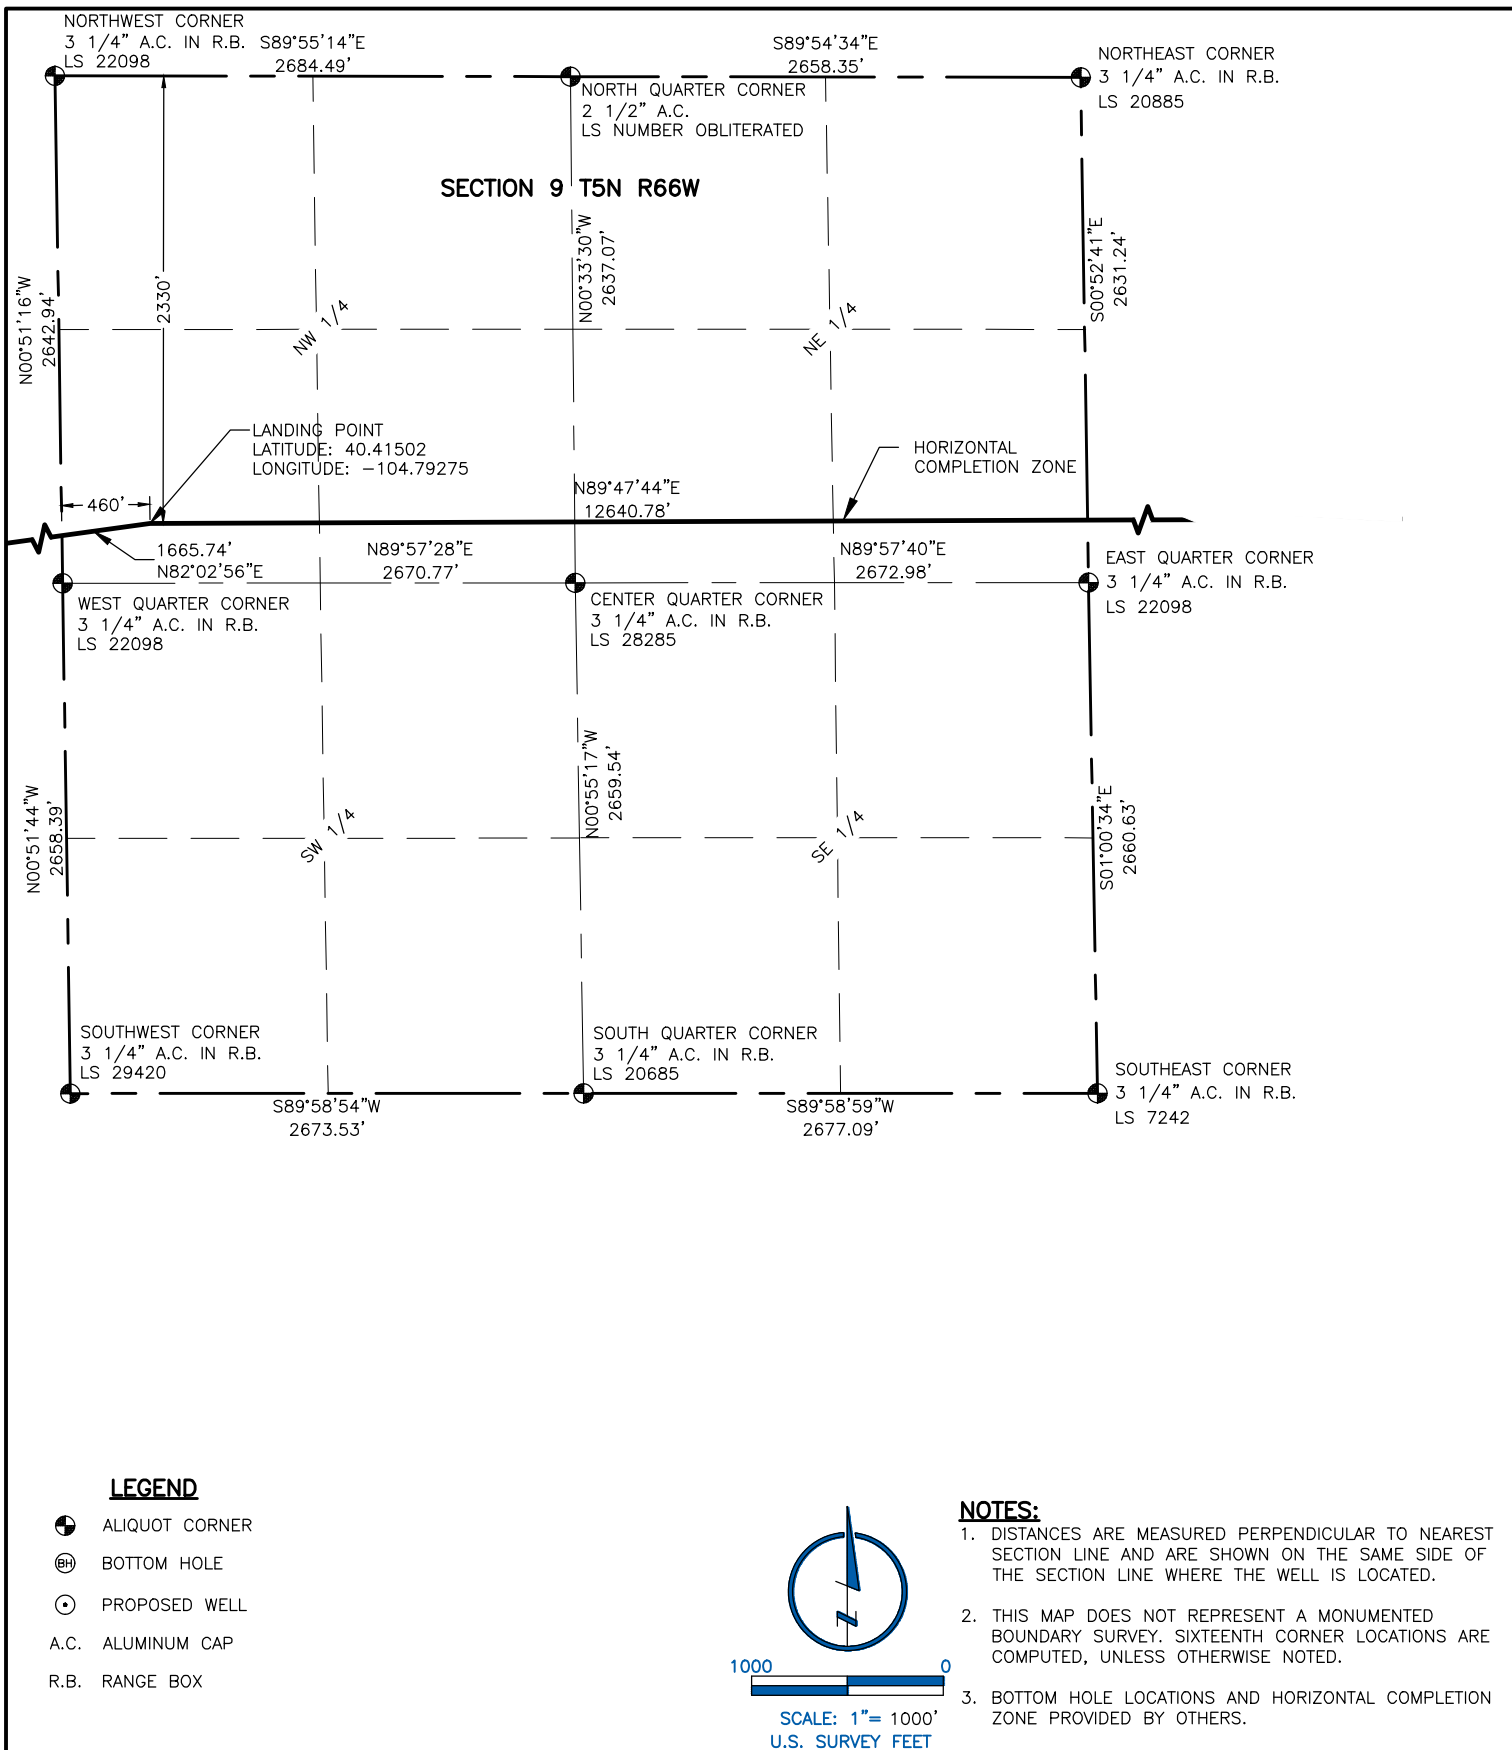 NORTHWEST CORNER
3 1/4" A.C. IN R.B.
LS 22098
S89°55'14"E
2684.49'
S89°54'34"E
2658.35'
NORTHEAST CORNER
3 1/4" A.C. IN R.B.
LS 20885
NORTH QUARTER CORNER
2 1/2" A.C.
LS NUMBER OBLITERATED
SECTION 9 T5N R66W
N00°51'16"W
2642.94'
2330'
N00°33'30"W
2637.07'
S00°52'41"E
2631.24'
NW 1/4
NE 1/4
LANDING POINT
LATITUDE: 40.41502
LONGITUDE: -104.79275
HORIZONTAL
COMPLETION ZONE
460'
N89°47'44"E
12640.78'
1665.74'
N82°02'56"E
N89°57'28"E
2670.77'
N89°57'40"E
2672.98'
EAST QUARTER CORNER
3 1/4" A.C. IN R.B.
LS 22098
WEST QUARTER CORNER
3 1/4" A.C. IN R.B.
LS 22098
CENTER QUARTER CORNER
3 1/4" A.C. IN R.B.
LS 28285
N00°51'44"W
2658.39'
N00°55'17"W
2659.54'
S01°00'34"E
2660.63'
SW 1/4
SE 1/4
SOUTHWEST CORNER
3 1/4" A.C. IN R.B.
LS 29420
SOUTH QUARTER CORNER
3 1/4" A.C. IN R.B.
LS 20685
SOUTHEAST CORNER
3 1/4" A.C. IN R.B.
LS 7242
S89°58'54"W
2673.53'
S89°58'59"W
2677.09'
LEGEND
ALIQUOT CORNER
BH BOTTOM HOLE
PROPOSED WELL
A.C. ALUMINUM CAP
R.B. RANGE BOX
N
1000 0
SCALE: 1"= 1000'
U.S. SURVEY FEET
NOTES:
1. DISTANCES ARE MEASURED PERPENDICULAR TO NEAREST
SECTION LINE AND ARE SHOWN ON THE SAME SIDE OF
THE SECTION LINE WHERE THE WELL IS LOCATED.
2. THIS MAP DOES NOT REPRESENT A MONUMENTED
BOUNDARY SURVEY. SIXTEENTH CORNER LOCATIONS ARE
COMPUTED, UNLESS OTHERWISE NOTED.
3. BOTTOM HOLE LOCATIONS AND HORIZONTAL COMPLETION
ZONE PROVIDED BY OTHERS.